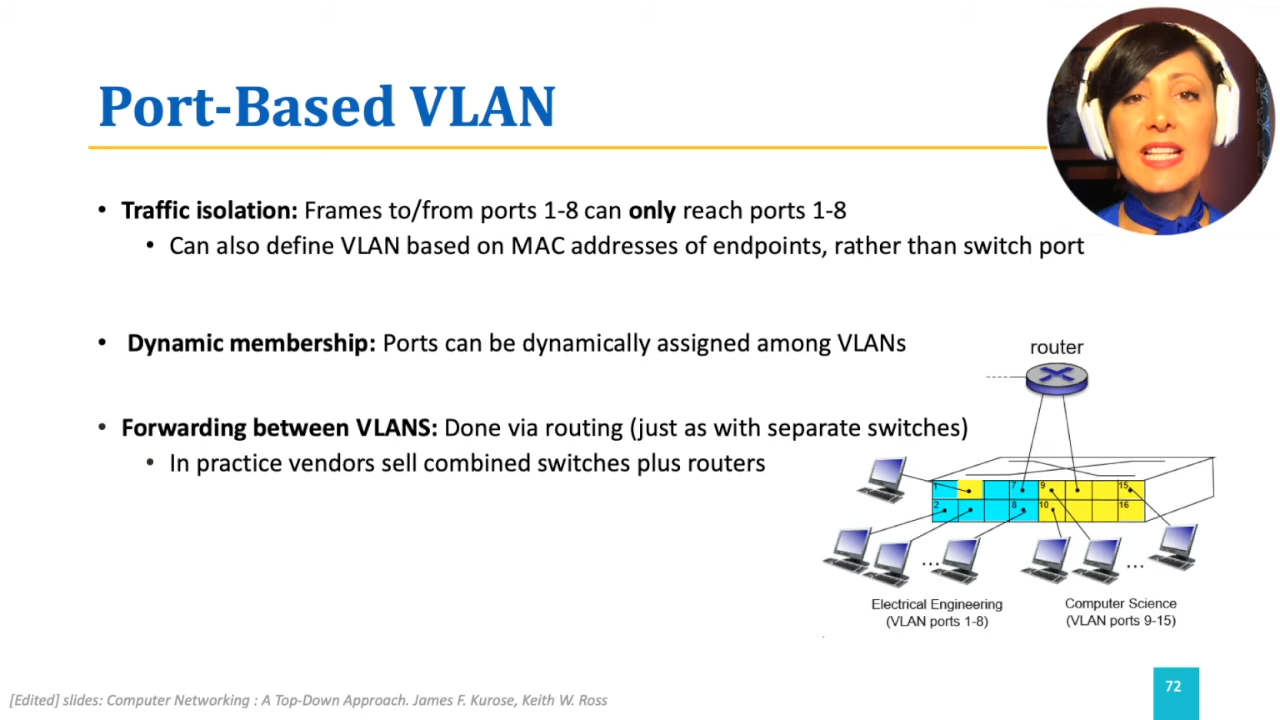 Port-Based VLAN
• Traffic isolation: Frames to/from ports 1-8 can only reach ports 1-8
• Can also define VLAN based on MAC addresses of endpoints, rather than switch port
• Dynamic membership: Ports can be dynamically assigned among VLANs
• Forwarding between VLANS: Done via routing (just as with separate switches)
• In practice vendors sell combined switches plus routers
router
1 7 9 15
2 8 10 16
... ...
Electrical Engineering
(VLAN ports 1-8)
Computer Science
(VLAN ports 9-15)
72
[Edited] slides: Computer Networking : A Top-Down Approach. James F. Kurose, Keith W. Ross